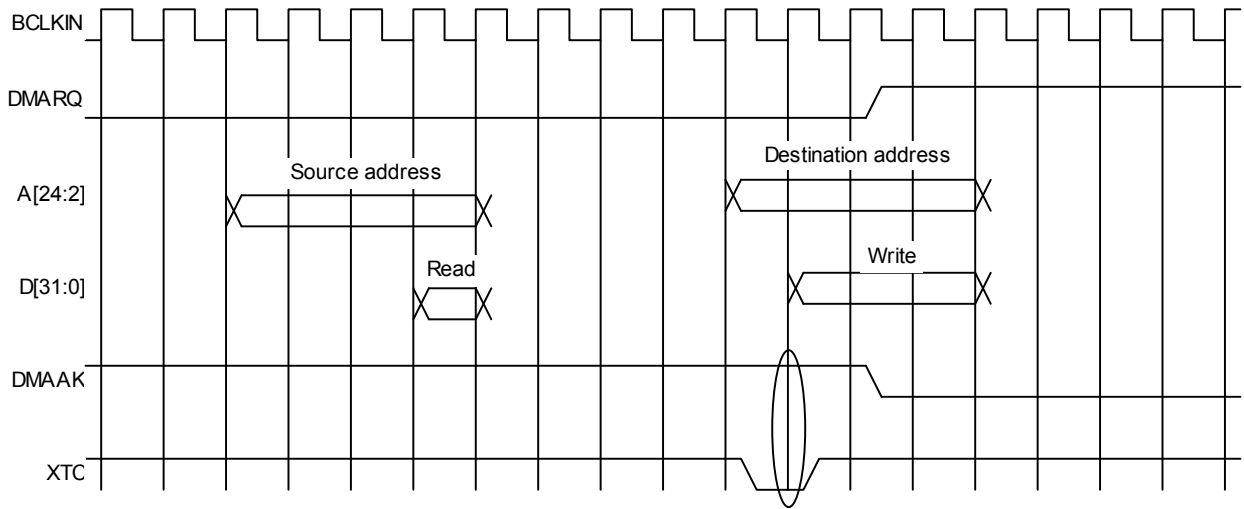 BCLKIN
DMARQ
Source address
Destination address
A[24:2]
Read
Write
D[31:0]
DMAAK
XTC